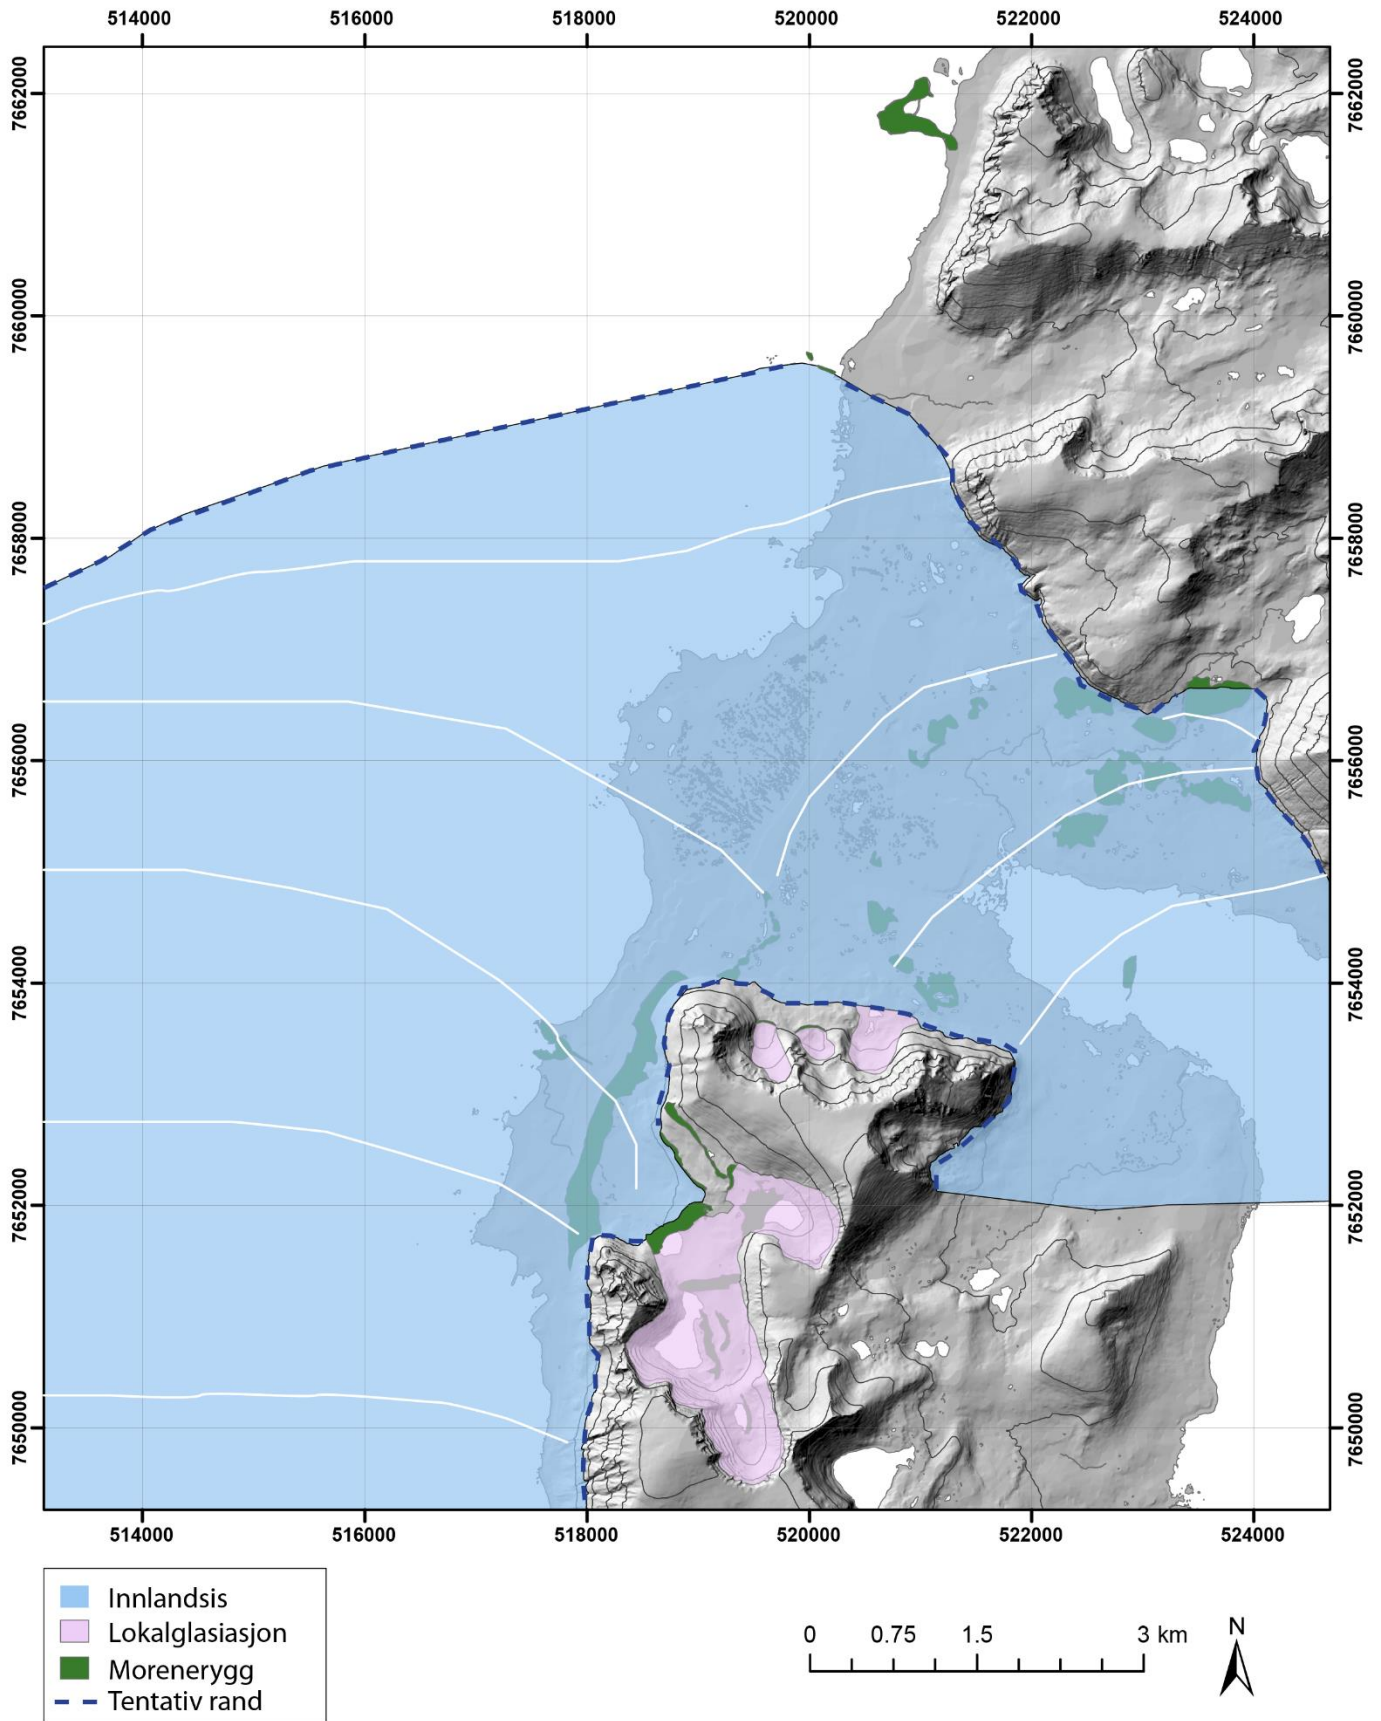 514000 516000 518000 520000 522000 524000
7662000 7662000
7660000 7660000
7658000 7658000
7656000 7656000
7654000 7654000
7652000 7652000
7650000 7650000
514000 516000 518000 520000 522000 524000
Innlandsis
Lokalglasiasjon
Morenerygg
Tentativ rand
0 0.75 1.5 3 km
N